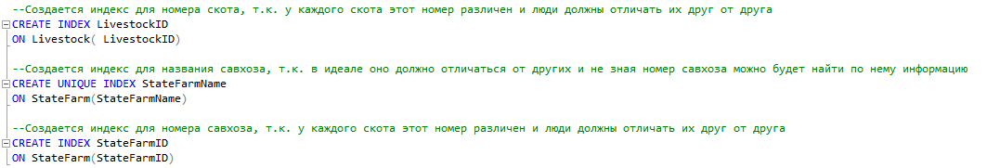 --Создается индекс для номера скота, т.к. у каждого скота этот номер различен и люди должны отличать их друг от друга
CREATE INDEX LivestockID
ON Livestock( LivestockID)
--Создается индекс для названия савхоза, т.к. в идеале оно должно отличаться от других и не зная номер савхоза можно будет найти по нему информацию
CREATE UNIQUE INDEX StateFarmName
ON StateFarm(StateFarmName)
--Создается индекс для номера савхоза, т.к. у каждого скота этот номер различен и люди должны отличать их друг от друга
CREATE INDEX StateFarmID
ON StateFarm(StateFarmID)